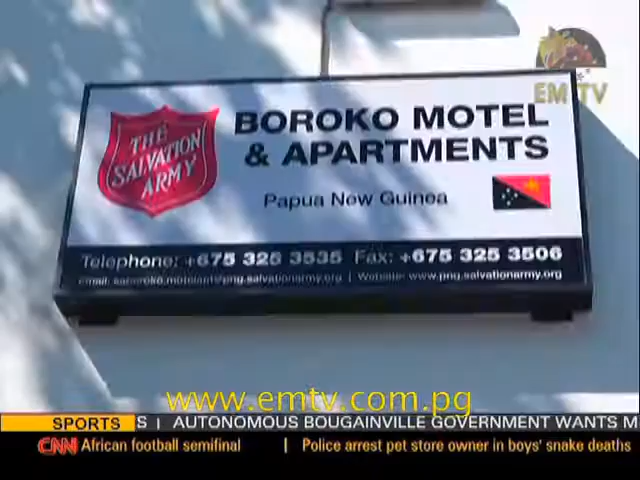 EMTV
THE
SALVATION
ARMY
BOROKO MOTEL
& APARTMENTS
Papua New Guinea
Telephone: +675 325 3535 Fax: +675 325 3506
email: | Website: www.png.salvationarmy.org
www.emtv.com.pg
SPORTS S | AUTONOMOUS BOUGAINVILLE GOVERNMENT WANTS M
CNN African football semifinal | Police arrest pet store owner in boys' snake deaths